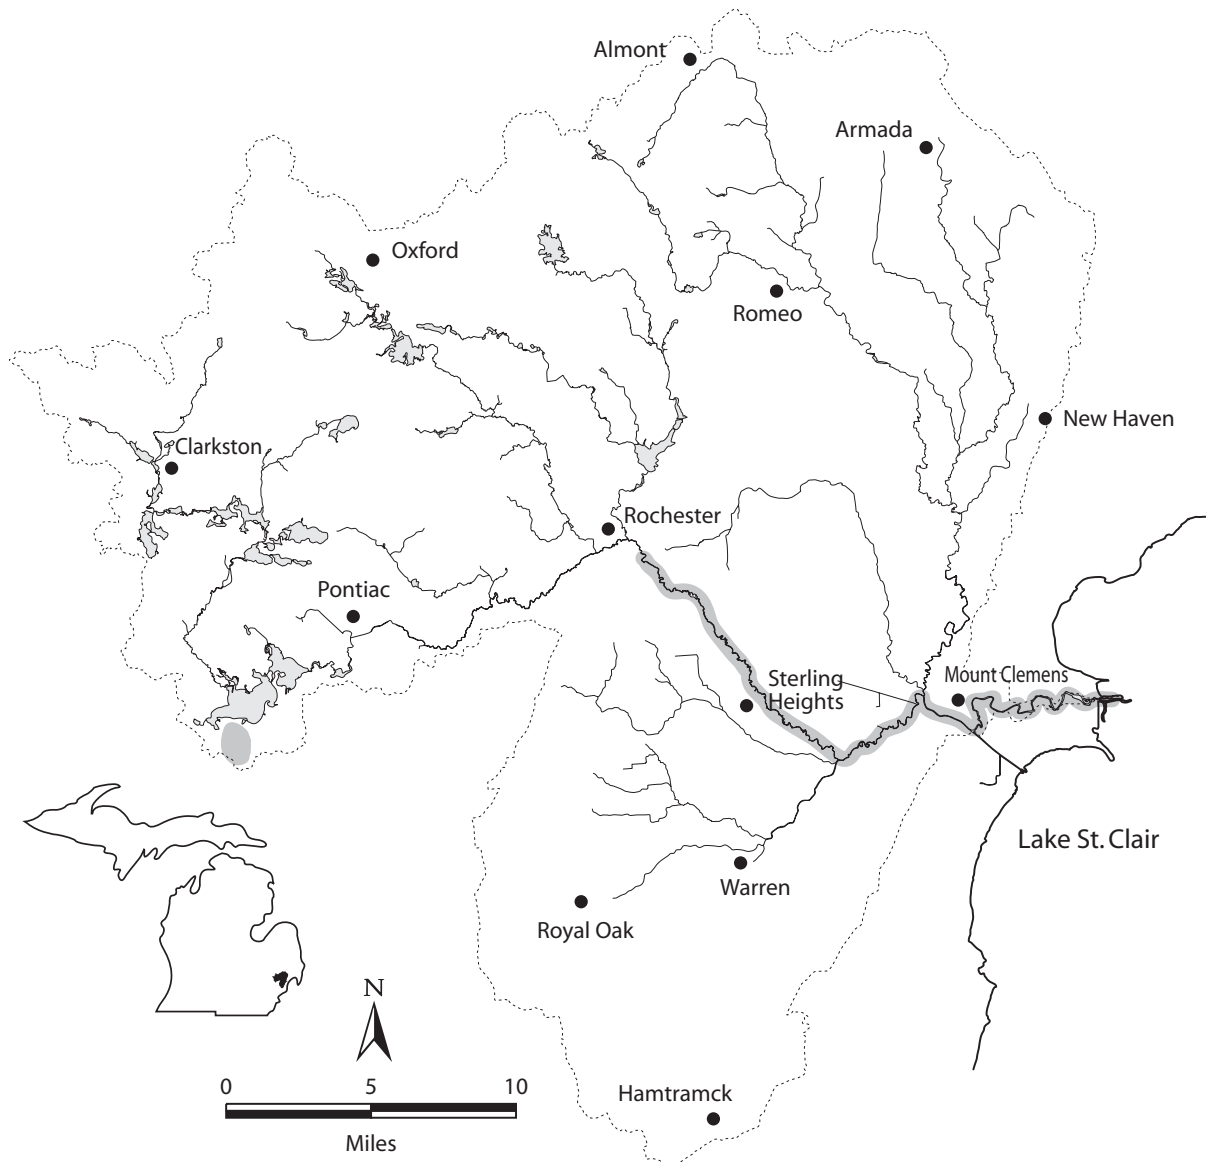 Almont
Armada
Oxford
Romeo
New Haven
Clarkston
Rochester
Pontiac
Mount Clemens
Sterling
Heights
Lake St. Clair
Warren
Royal Oak
N
0 5 10
Miles
Hamtramck